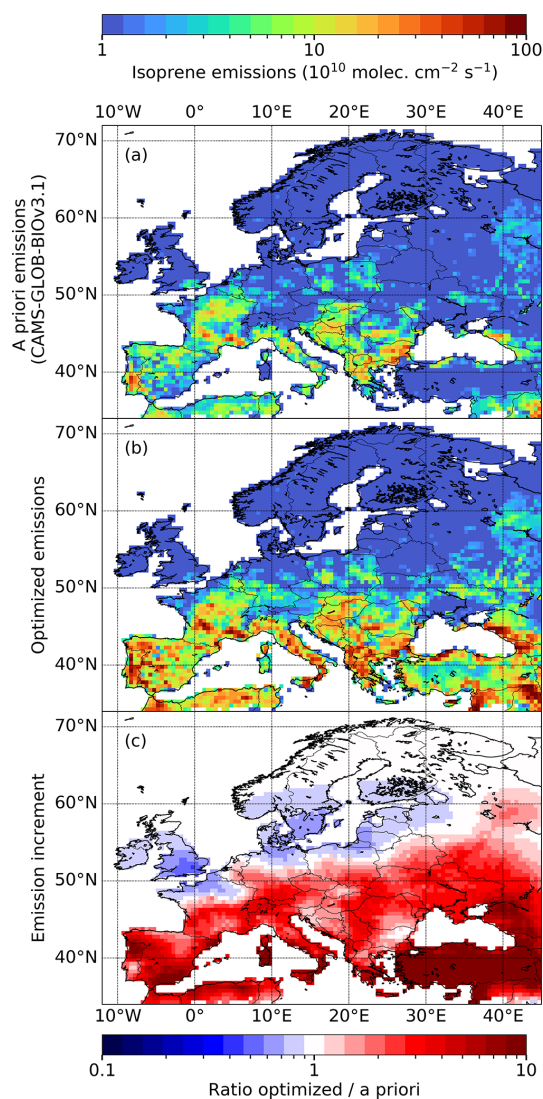 1 10 100
Isoprene emissions (10¹⁰ molec. cm⁻² s⁻¹)
10°W 0° 10°E 20°E 30°E 40°E
70°N
(a)
60°N
50°N
40°N
A priori emissions
(CAMS-GLOB-BIOv3.1)
70°N
(b)
60°N
50°N
40°N
Optimized emissions
70°N
(c)
60°N
50°N
40°N
Emission increment
10°W 0° 10°E 20°E 30°E 40°E
0.1 1 10
Ratio optimized / a priori